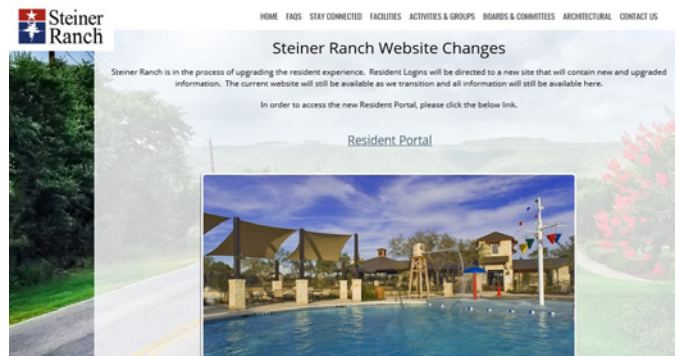 Steiner
Ranch
HOME FAQS STAY CONNECTED FACILITIES ACTIVITIES & GROUPS BOARDS & COMMITTEES ARCHITECTURAL CONTACT US
Steiner Ranch Website Changes
Steiner Ranch is in the process of upgrading the resident experience. Resident Logins will be directed to a new site that will contain new and upgraded
information. The current website will still be available as we transition and all information will still be available here.
In order to access the new Resident Portal, please click the below link.
Resident Portal